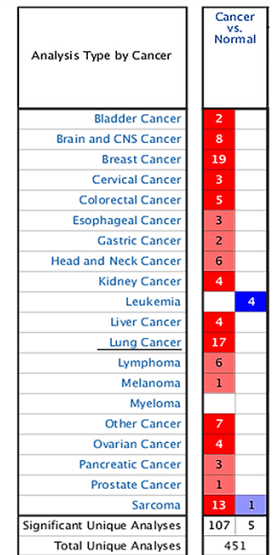 Analysis Type by Cancer
Cancer
vs.
Normal
Bladder Cancer 2
Brain and CNS Cancer 8
Breast Cancer 19
Cervical Cancer 3
Colorectal Cancer 5
Esophageal Cancer 3
Gastric Cancer 2
Head and Neck Cancer 6
Kidney Cancer 4
Leukemia 4
Liver Cancer 4
Lung Cancer 17
Lymphoma 6
Melanoma 1
Myeloma
Other Cancer 7
Ovarian Cancer 4
Pancreatic Cancer 3
Prostate Cancer 1
Sarcoma 13 1
Significant Unique Analyses 107 5
Total Unique Analyses 451